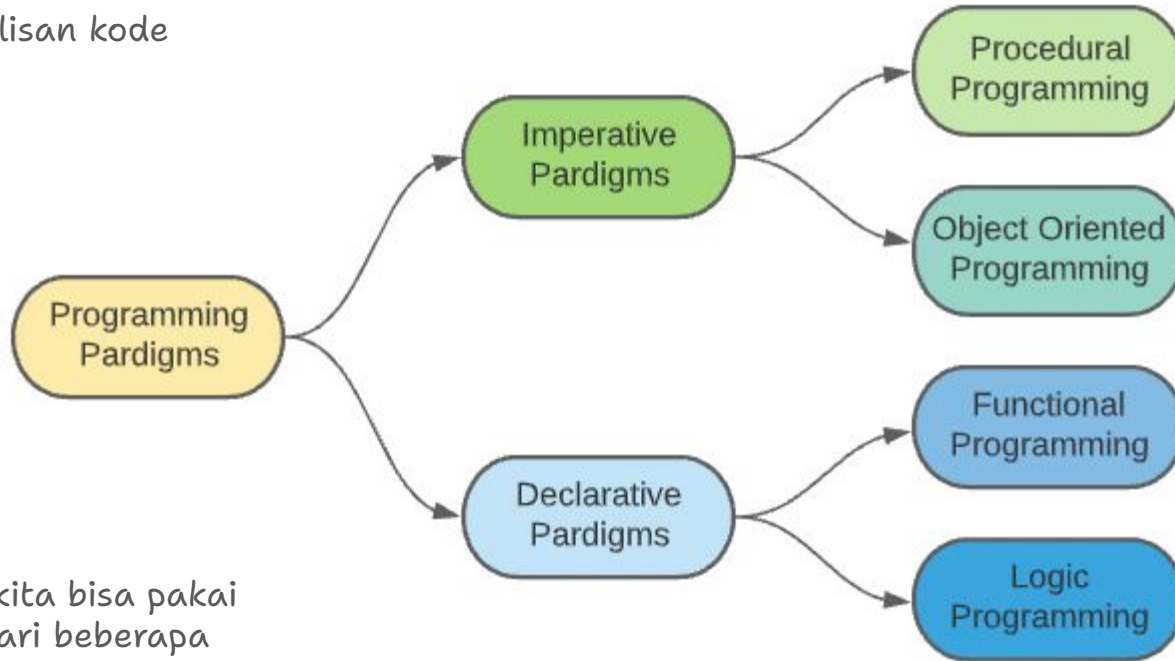 lisan kode
Procedural
Programming
Imperative
Pardigms
Object Oriented
Programming
Programming
Pardigms
Functional
Programming
Declarative
Pardigms
Logic
Programming
kita bisa pakai
ari beberapa